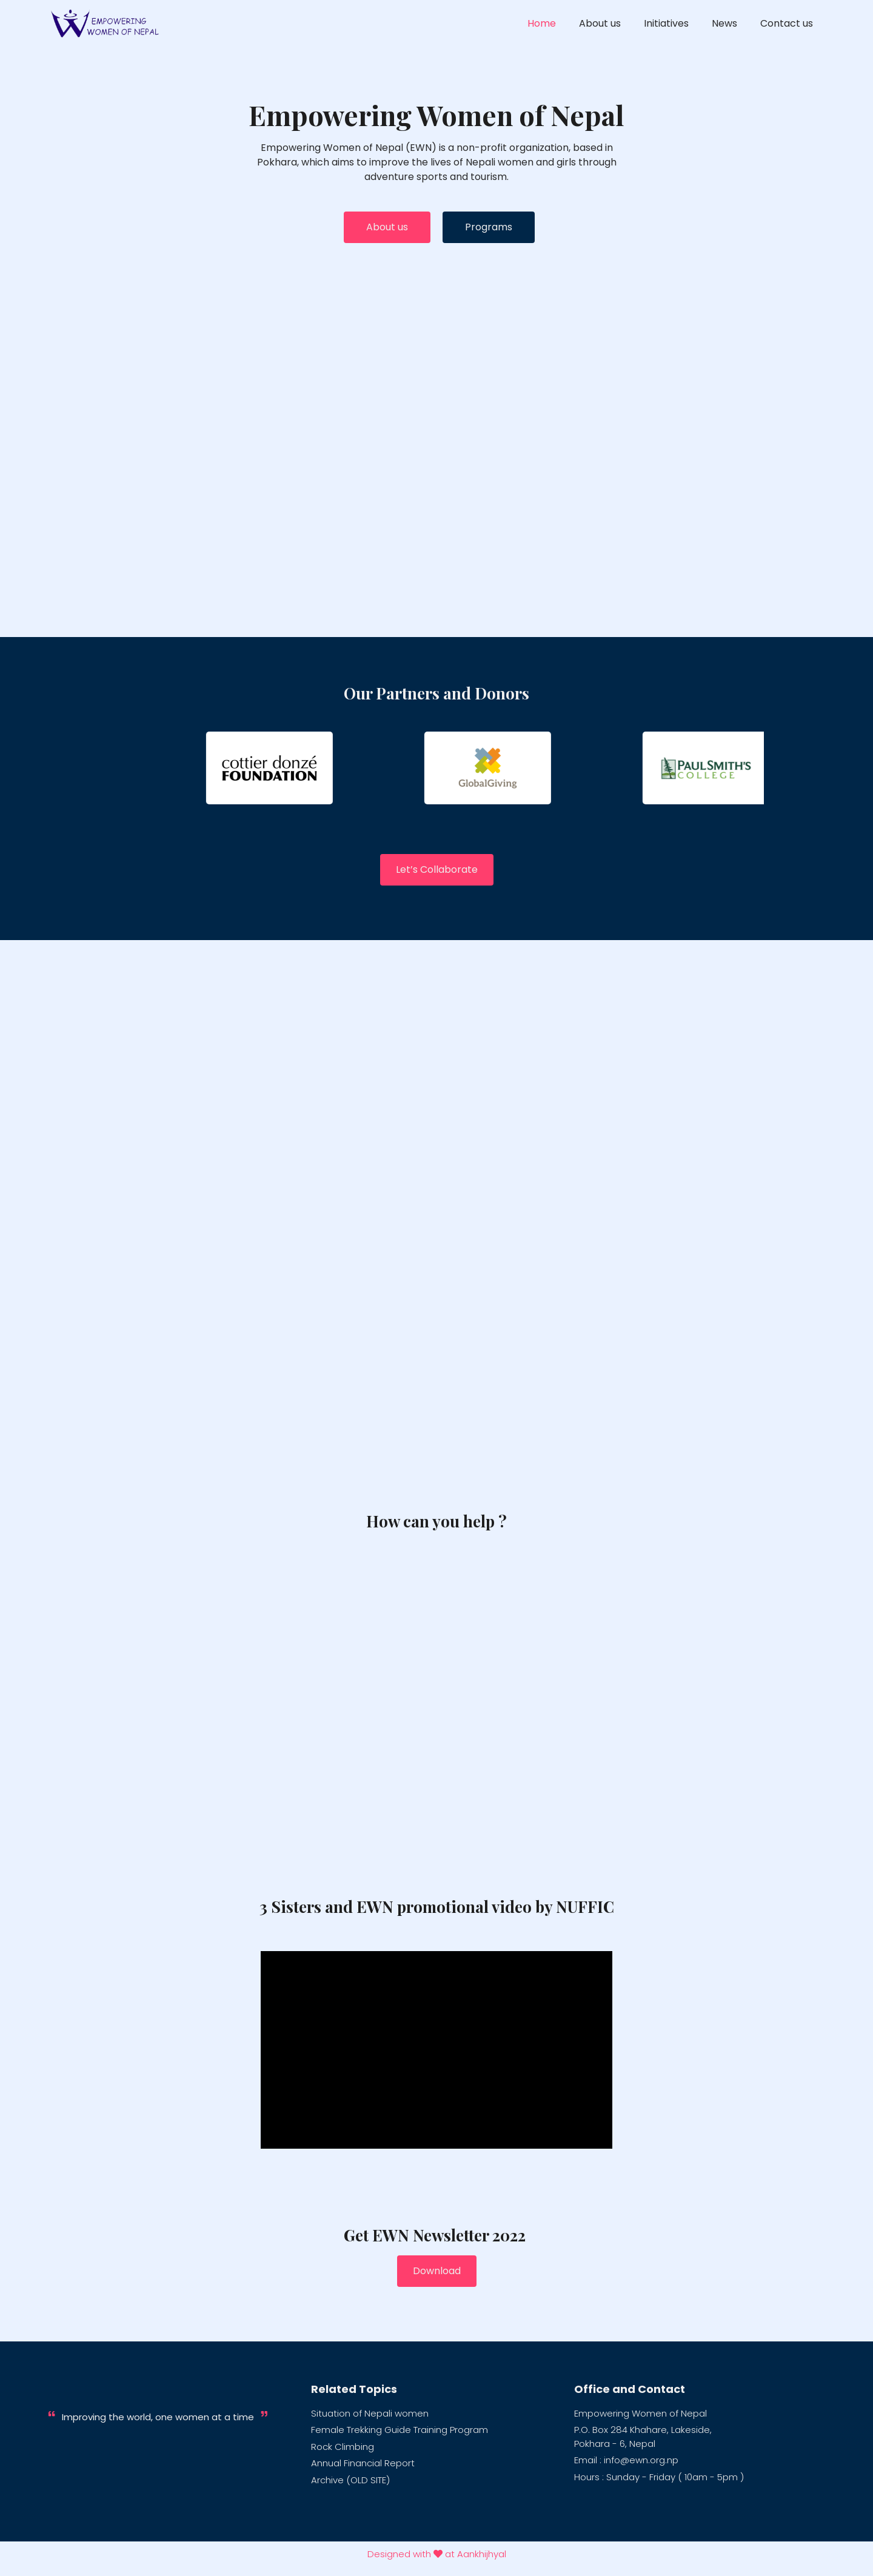 EMPOWERING
WOMEN OF NEPAL
Home About us Initiatives News Contact us
Empowering Women of Nepal
Empowering Women of Nepal (EWN) is a non-profit organization, based in
Pokhara, which aims to improve the lives of Nepali women and girls through
adventure sports and tourism.
About us Programs
Our Partners and Donors
cottier donzé
FOUNDATION
GlobalGiving
PAUL SMITH'S
COLLEGE
Let's Collaborate
How can you help ?
3 Sisters and EWN promotional video by NUFFIC
Get EWN Newsletter 2022
Download
“ Improving the world, one women at a time ”
Related Topics
Situation of Nepali women
Female Trekking Guide Training Program
Rock Climbing
Annual Financial Report
Archive (OLD SITE)
Office and Contact
Empowering Women of Nepal
P.O. Box 284 Khahare, Lakeside,
Pokhara - 6, Nepal
Email : info@ewn.org.np
Hours : Sunday - Friday ( 10am - 5pm )
Designed with ❤ at Aankhijhyal